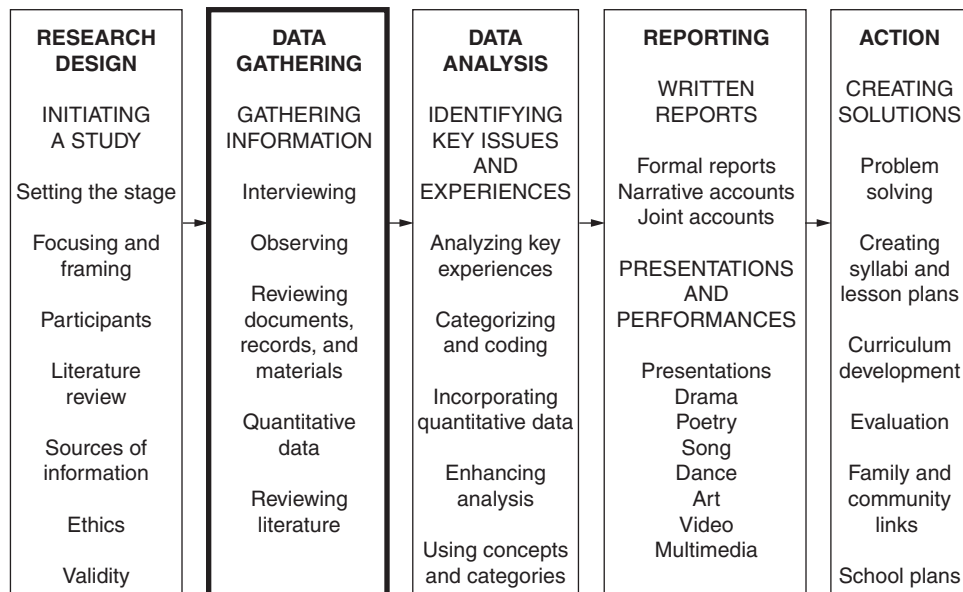 RESEARCH
DESIGN
INITIATING
A STUDY
Setting the stage
Focusing and
framing
Participants
Literature
review
Sources of
information
Ethics
Validity
DATA
GATHERING
GATHERING
INFORMATION
Interviewing
Observing
Reviewing
documents,
records, and
materials
Quantitative
data
Reviewing
literature
DATA
ANALYSIS
IDENTIFYING
KEY ISSUES
AND
EXPERIENCES
Analyzing key
experiences
Categorizing
and coding
Incorporating
quantitative data
Enhancing
analysis
Using concepts
and categories
REPORTING
WRITTEN
REPORTS
Formal reports
Narrative accounts
Joint accounts
PRESENTATIONS
AND
PERFORMANCES
Presentations
Drama
Poetry
Song
Dance
Art
Video
Multimedia
ACTION
CREATING
SOLUTIONS
Problem
solving
Creating
syllabi and
lesson plans
Curriculum
development
Evaluation
Family and
community
links
School plans